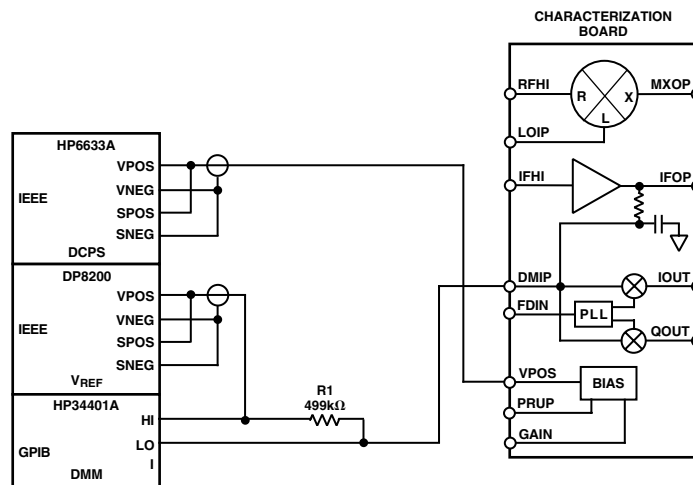 CHARACTERIZATION
BOARD
RFHI
R
X
L
MXOP
LOIP
IFHI
IFOP
DMIP
IOUT
FDIN
PLL
QOUT
VPOS
BIAS
PRUP
GAIN
HP6633A
VPOS
IEEE
VNEG
SPOS
SNEG
DCPS
DP8200
VPOS
IEEE
VNEG
SPOS
SNEG
VREF
HP34401A
HI
GPIB
LO
I
DMM
R1
499kΩ